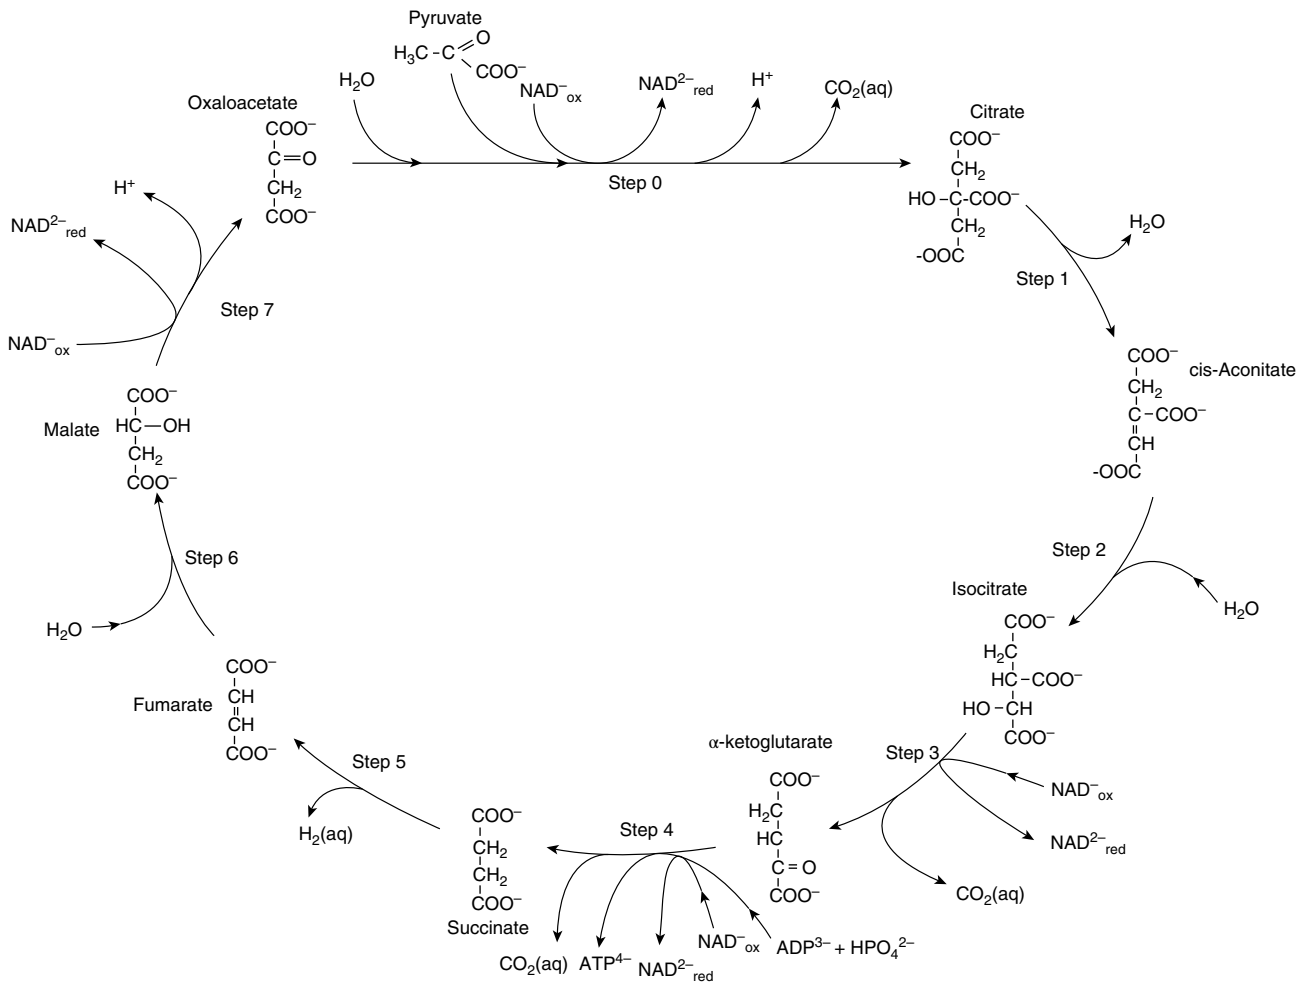 Pyruvate
H₃C-C=O
COO⁻
H₂O
NAD⁻ox
NAD²⁻red
H⁺
CO₂(aq)
Step 0
Oxaloacetate
COO⁻
C=O
CH₂
COO⁻
Citrate
COO⁻
CH₂
HO-C-COO⁻
CH₂
-OOC
H₂O
Step 1
cis-Aconitate
COO⁻
CH₂
C-COO⁻
CH
-OOC
Step 2
H₂O
Isocitrate
COO⁻
H₂C
HC-COO⁻
HO-CH
COO⁻
Step 3
NAD⁻ox
NAD²⁻red
CO₂(aq)
α-ketoglutarate
COO⁻
H₂C
HC
C=O
COO⁻
Step 4
ADP³⁻ + HPO₄²⁻
NAD⁻ox
NAD²⁻red
ATP⁴⁻
CO₂(aq)
COO⁻
CH₂
CH₂
COO⁻
Succinate
Step 5
H₂(aq)
Fumarate
COO⁻
CH
CH
COO⁻
Step 6
H₂O
Malate
COO⁻
HC—OH
CH₂
COO⁻
Step 7
NAD⁻ox
NAD²⁻red
H⁺